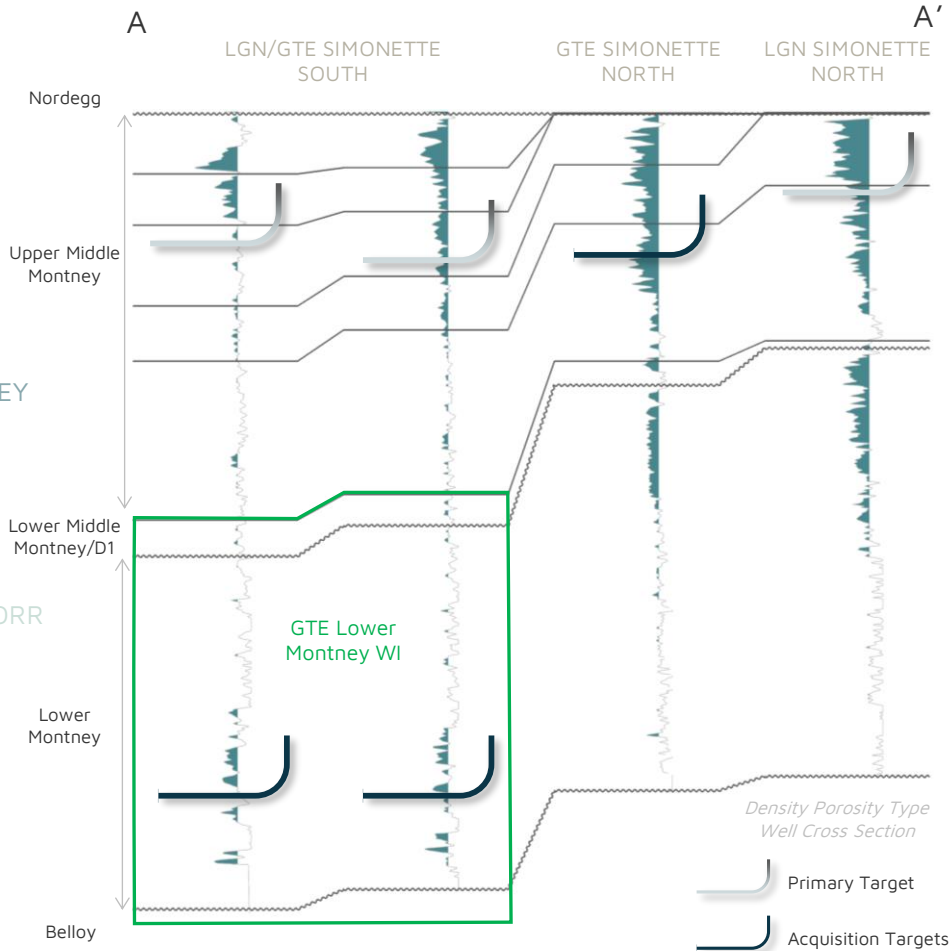 A
A′
LGN/GTE SIMONETTE
SOUTH
GTE SIMONETTE
NORTH
LGN SIMONETTE
NORTH
Nordegg
Upper Middle
Montney
EY
Lower Middle
Montney/D1
ORR
GTE Lower
Montney WI
Lower
Montney
Density Porosity Type
Well Cross Section
Primary Target
Belloy
Acquisition Targets